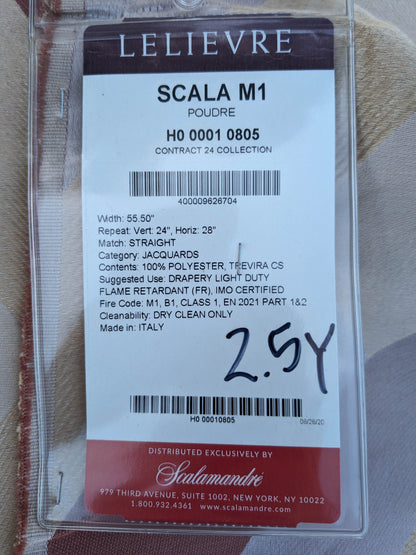 LELIEVRE
SCALA M1
POUDRE
H0 0001 0805
CONTRACT 24 COLLECTION
400009626704
Width: 55.50"
Repeat: Vert: 24", Horiz: 28"
Match: STRAIGHT
Category: JACQUARDS
Contents: 100% POLYESTER, TREVIRA CS
Suggested Use: DRAPERY LIGHT DUTY
FLAME RETARDANT (FR), IMO CERTIFIED
Fire Code: M1, B1, CLASS 1, EN 2021 PART 1&2
Cleanability: DRY CLEAN ONLY
Made in: ITALY
2.5Y
H0 00010805 08/26/20
DISTRIBUTED EXCLUSIVELY BY
Scalamandré
979 THIRD AVENUE, SUITE 1002, NEW YORK, NY 10022
1.800.932.4361 www.scalamandre.com